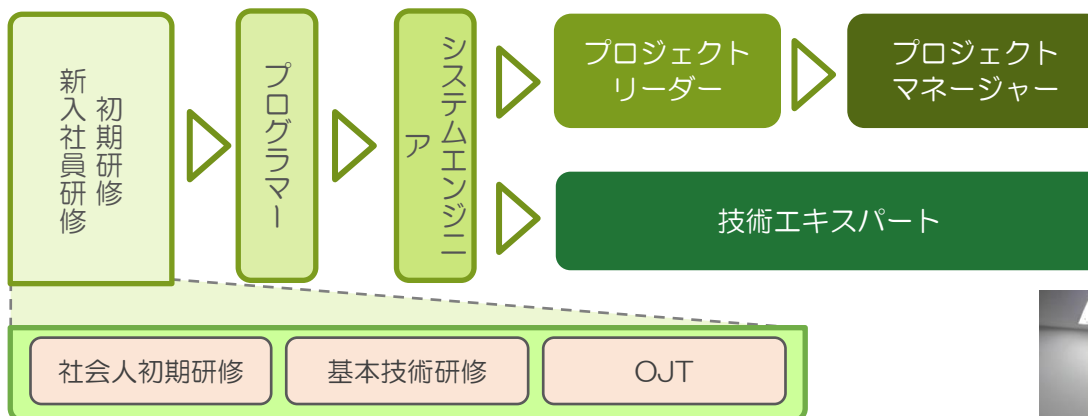 初期研修
新入社員研修
プログラマー
システムエンジニ
ア
プロジェクト
リーダー
プロジェクト
マネージャー
技術エキスパート
社会人初期研修
基本技術研修
OJT